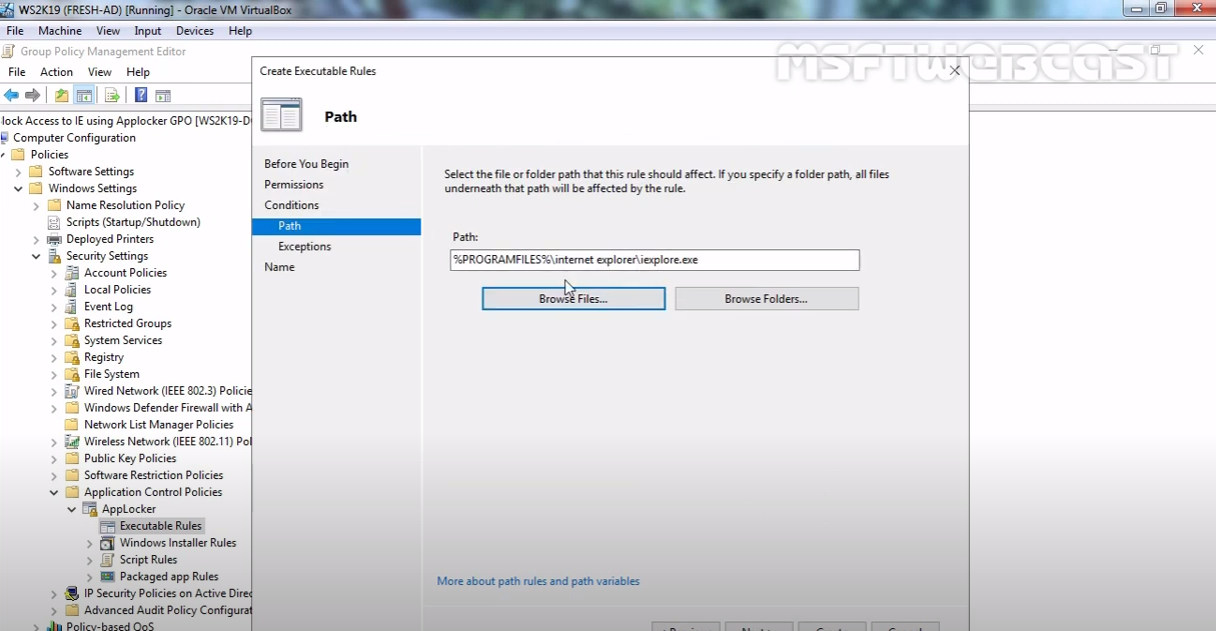 WS2K19 (FRESH-AD) [Running] - Oracle VM VirtualBox
File Machine View Input Devices Help
Group Policy Management Editor
MSFTWEBCAST
File Action View Help
Create Executable Rules
Path
lock Access to IE using Applocker GPO [WS2K19-D
Computer Configuration
Policies
Software Settings
Windows Settings
Name Resolution Policy
Scripts (Startup/Shutdown)
Deployed Printers
Security Settings
Account Policies
Local Policies
Event Log
Restricted Groups
System Services
Registry
File System
Wired Network (IEEE 802.3) Policie
Windows Defender Firewall with A
Network List Manager Policies
Wireless Network (IEEE 802.11) Pol
Public Key Policies
Software Restriction Policies
Application Control Policies
AppLocker
Executable Rules
Windows Installer Rules
Script Rules
Packaged app Rules
IP Security Policies on Active Direc
Advanced Audit Policy Configurat
Policy-based QoS
Before You Begin
Permissions
Conditions
Path
Exceptions
Name
Select the file or folder path that this rule should affect. If you specify a folder path, all files
underneath that path will be affected by the rule.
Path:
%PROGRAMFILES%\internet explorer\iexplore.exe
Browse Files... Browse Folders...
More about path rules and path variables